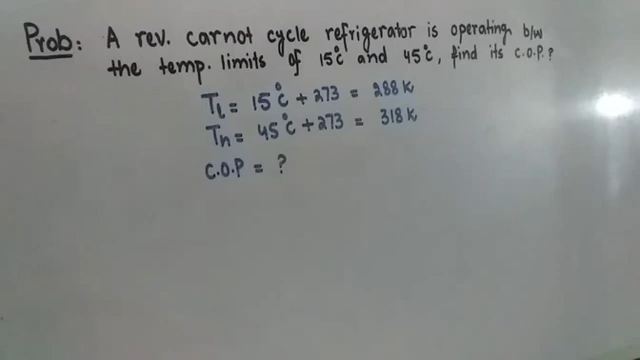 Prob: A rev. carnot cycle refrigerator is operating b/w
the temp. limits of 15°C and 45°C, find its C.O.P.?
TL = 15°C + 273 = 288 K
TH = 45°C + 273 = 318 K
C.O.P = ?